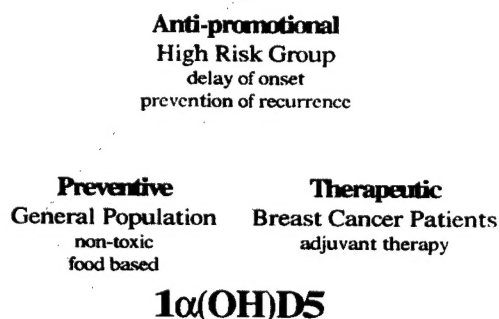 Anti-promotional
High Risk Group
delay of onset
prevention of recurrence
Preventive
General Population
non-toxic
food based
Therapeutic
Breast Cancer Patients
adjuvant therapy
1α(OH)D5